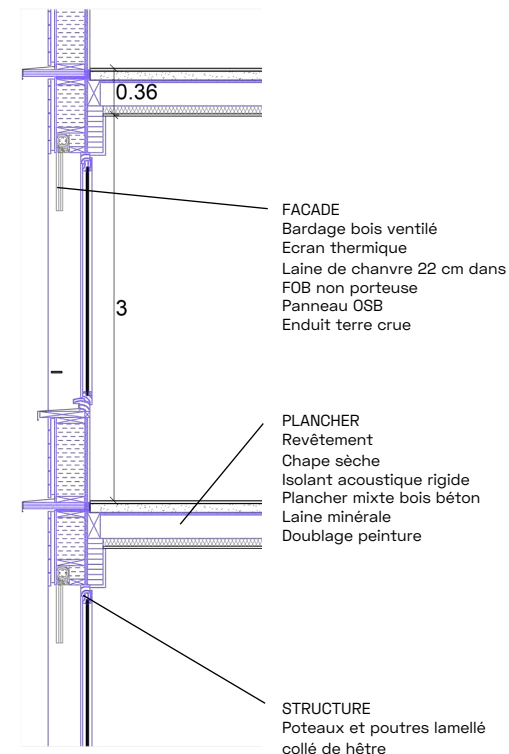 0.36
FACADE
Bardage bois ventilé
Ecran thermique
Laine de chanvre 22 cm dans
FOB non porteuse
Panneau OSB
Enduit terre crue
3
PLANCHER
Revêtement
Chape sèche
Isolant acoustique rigide
Plancher mixte bois béton
Laine minérale
Doublage peinture
STRUCTURE
Poteaux et poutres lamellé
collé de hêtre